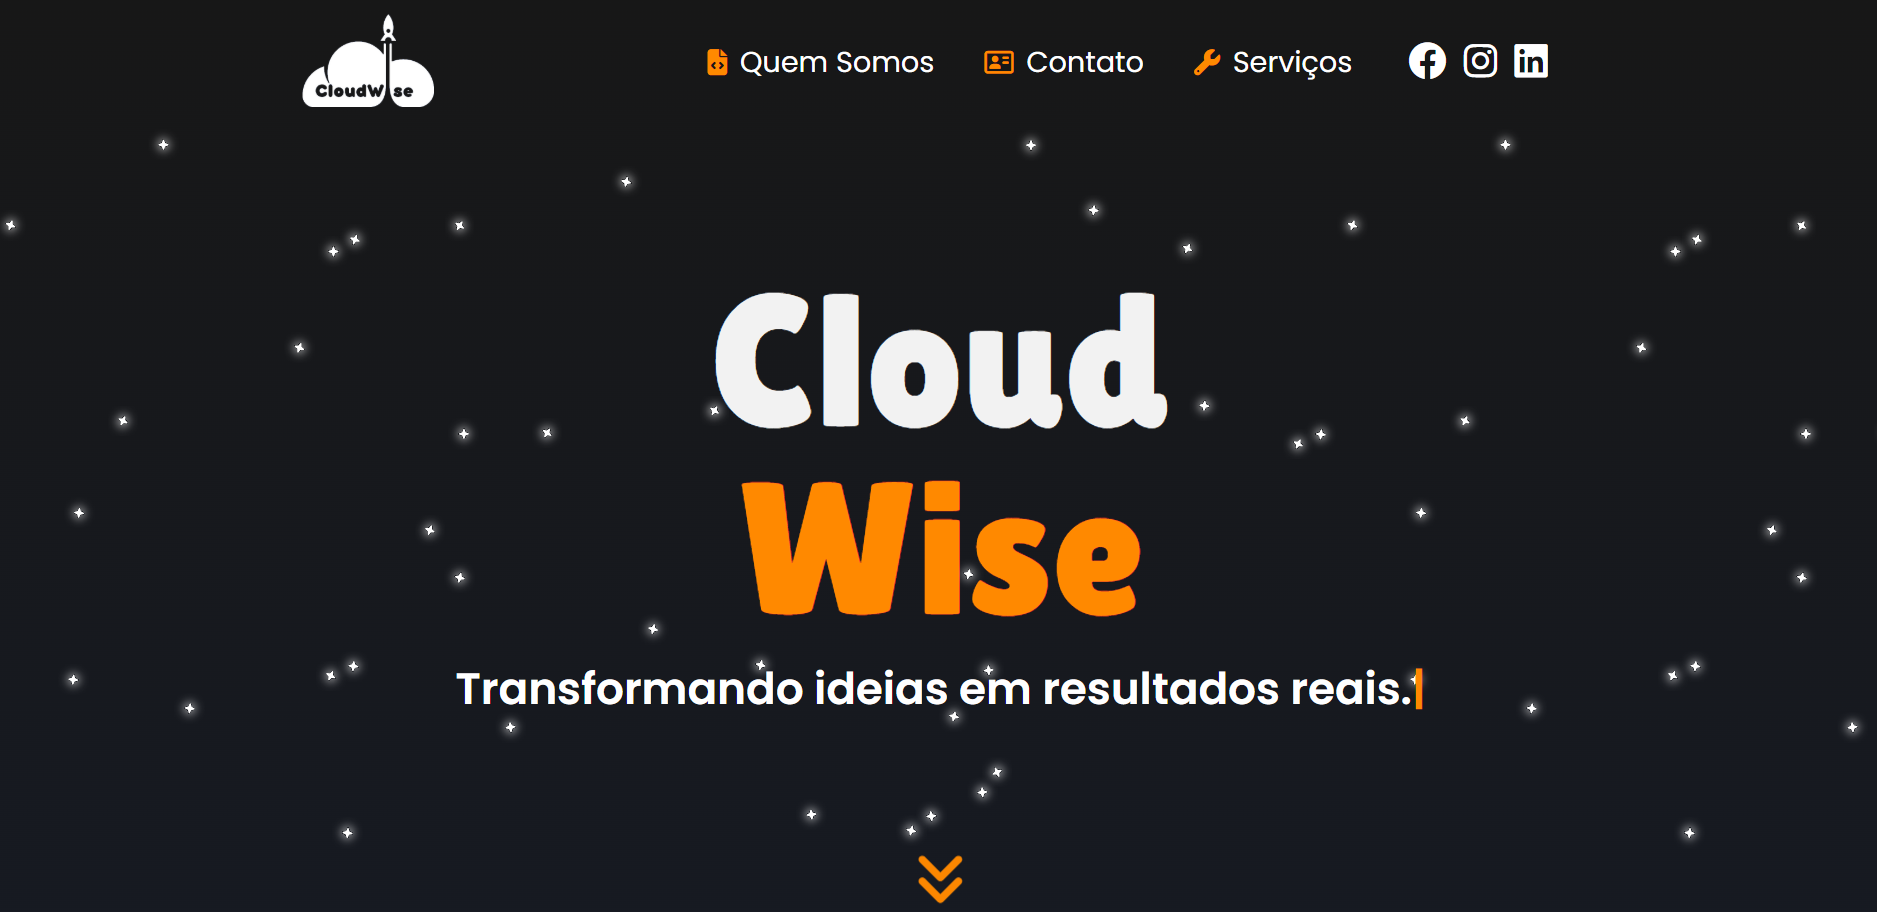 CloudWise
Quem Somos
Contato
Serviços
Cloud
Wise
Transformando ideias em resultados reais.